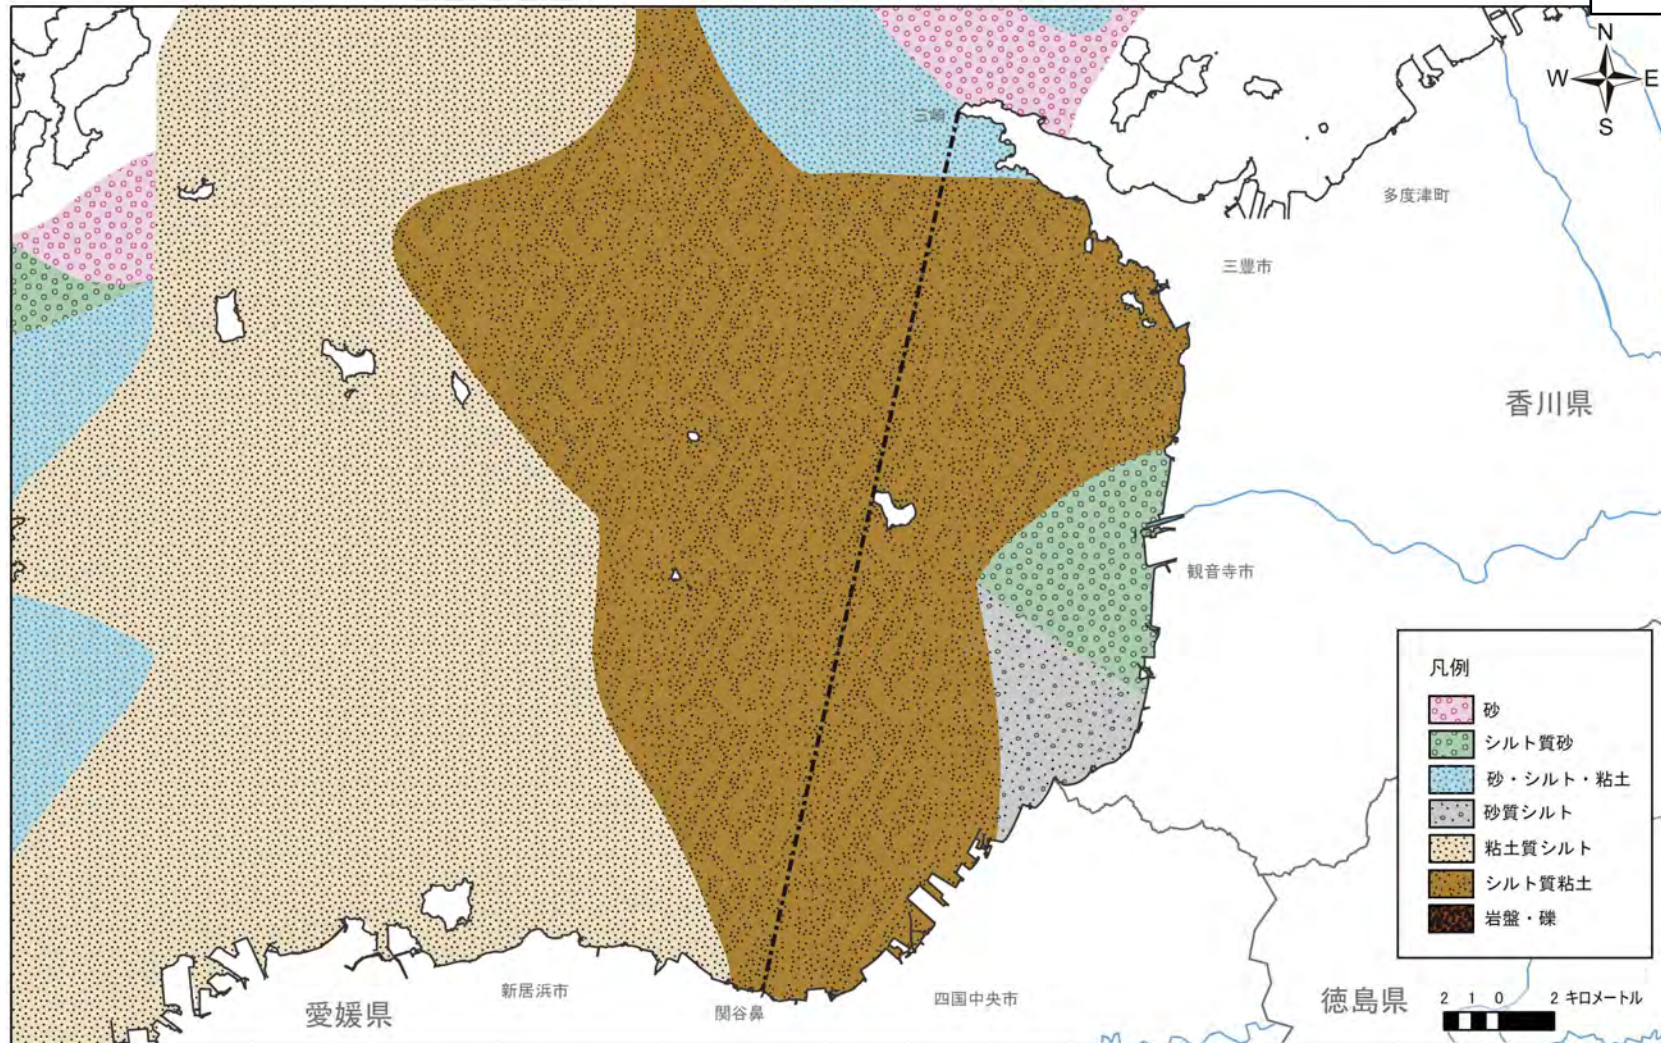 N
W E
S
三崎
多度津町
三豊市
香川県
観音寺市
凡例
砂
シルト質砂
砂・シルト・粘土
砂質シルト
粘土質シルト
シルト質粘土
岩盤・礫
新居浜市
愛媛県
関谷鼻
四国中央市
徳島県
2 1 0 2 キロメートル